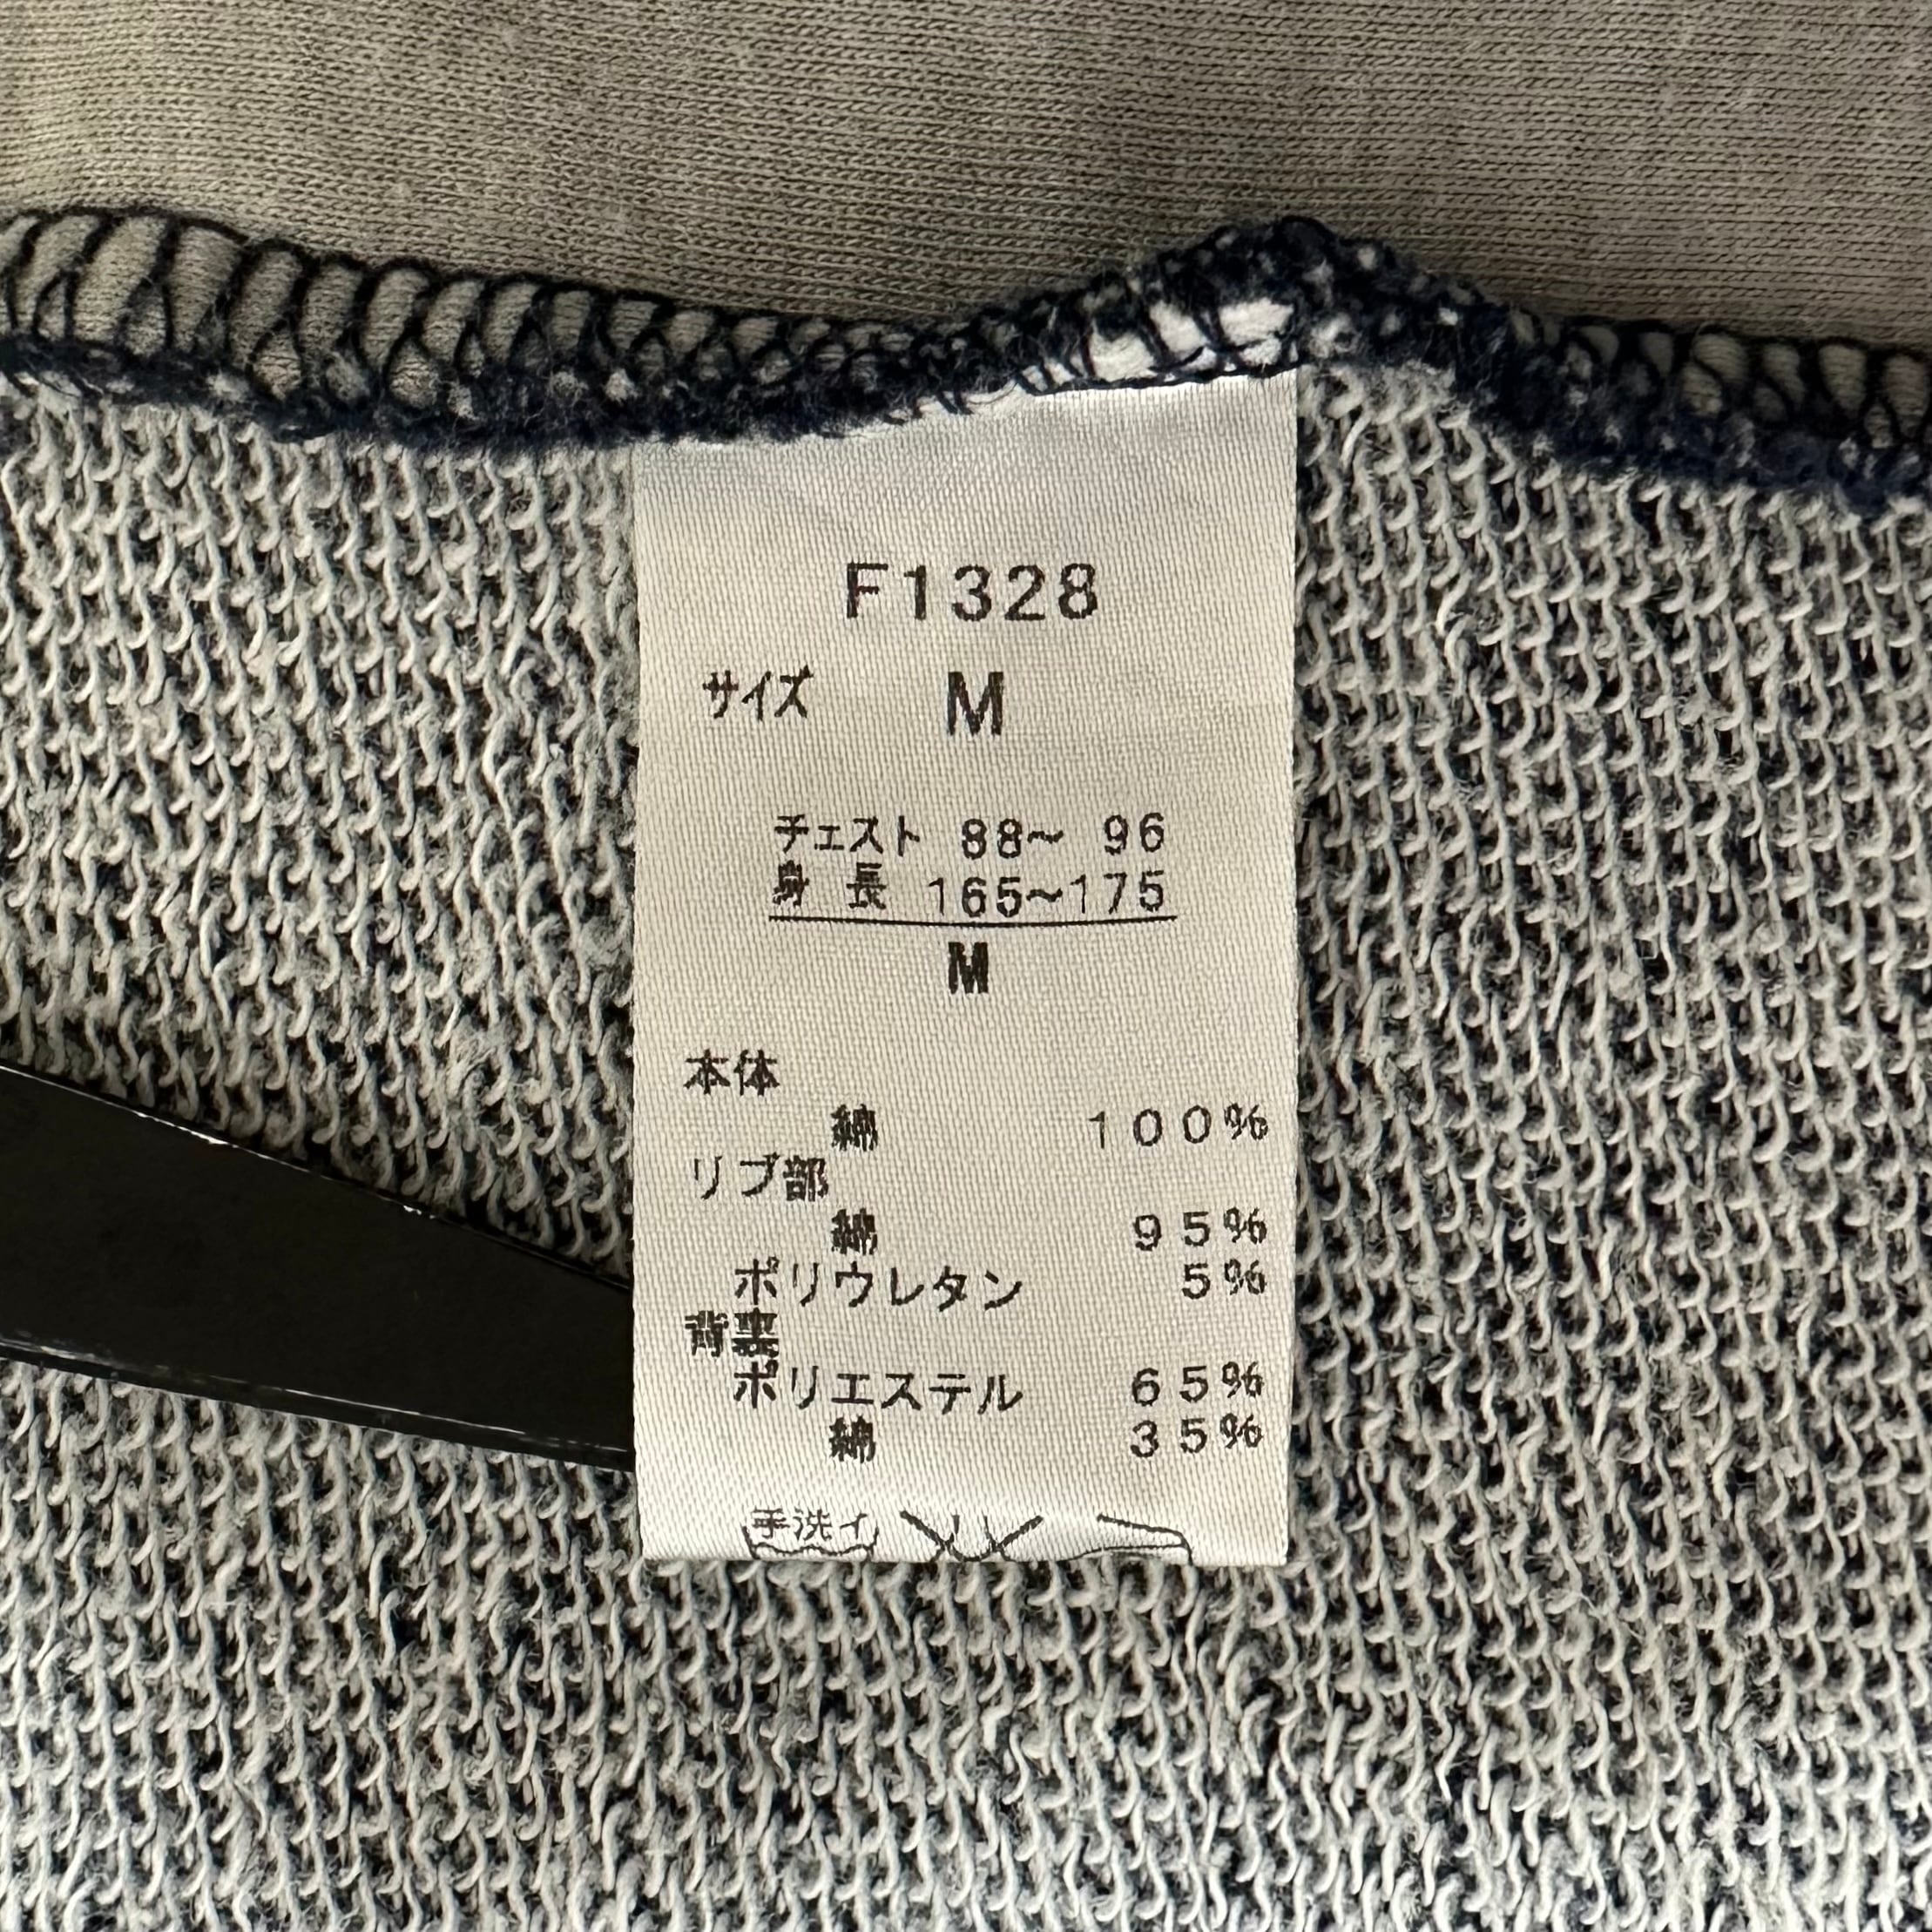 F1328
サイズ M
チェスト 88～ 96
身 長 165～175
M
本体
綿 100%
リブ部
綿 95%
ポリウレタン 5%
背裏
ポリエステル 65%
綿 35%
手洗イ